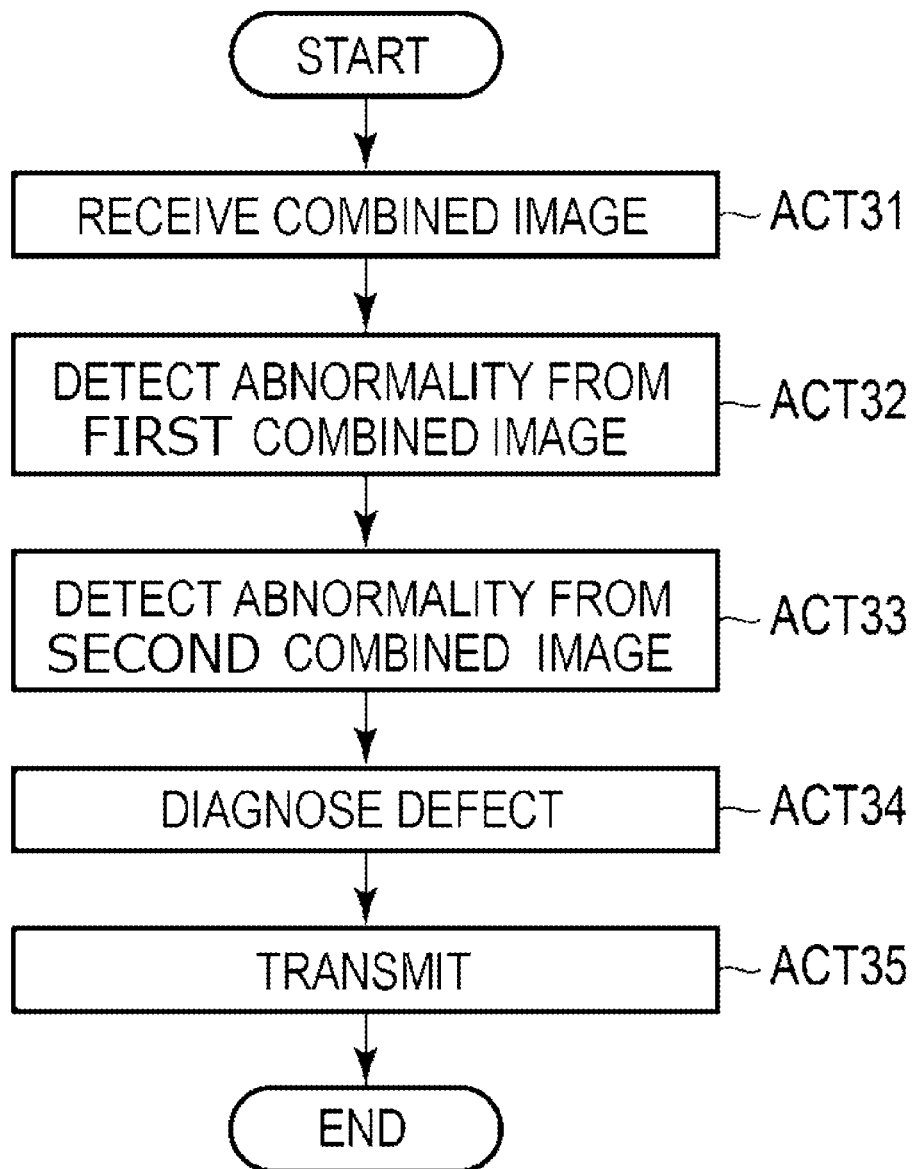 START
RECEIVE COMBINED IMAGE
ACT31
DETECT ABNORMALITY FROM
FIRST COMBINED IMAGE
ACT32
DETECT ABNORMALITY FROM
SECOND COMBINED IMAGE
ACT33
DIAGNOSE DEFECT
ACT34
TRANSMIT
ACT35
END